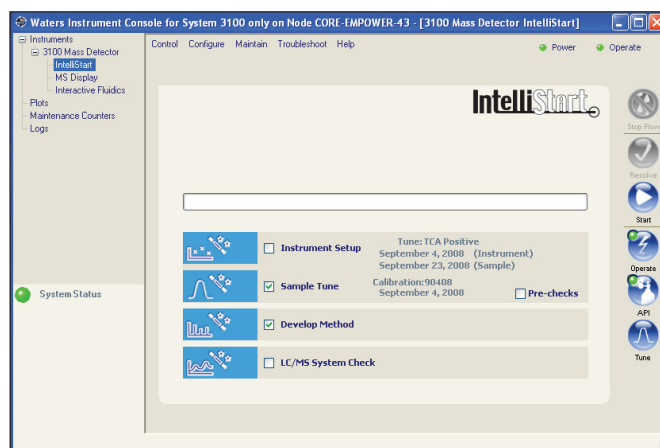 Waters Instrument Console for System 3100 only on Node CORE-EMPOWER-43 - [3100 Mass Detector IntelliStart]
Instruments
3100 Mass Detector
IntelliStart
MS Display
Interactive Fluidics
Plots
Maintenance Counters
Logs
System Status
Control Configure Maintain Troubleshoot Help
Power Operate
IntelliStart
Instrument Setup
Tune: TCA Positive
September 4, 2008 (Instrument)
September 23, 2008 (Sample)
Sample Tune
Calibration:90408
September 4, 2008
Pre-checks
Develop Method
LC/MS System Check
Stop Flow
Resolve
Start
Operate
API
Tune